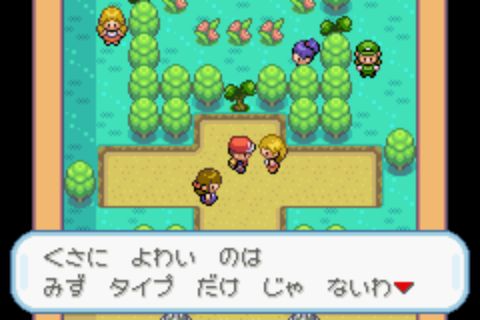 くさに よわい のは
みず タイプ だけ じゃ ないわ